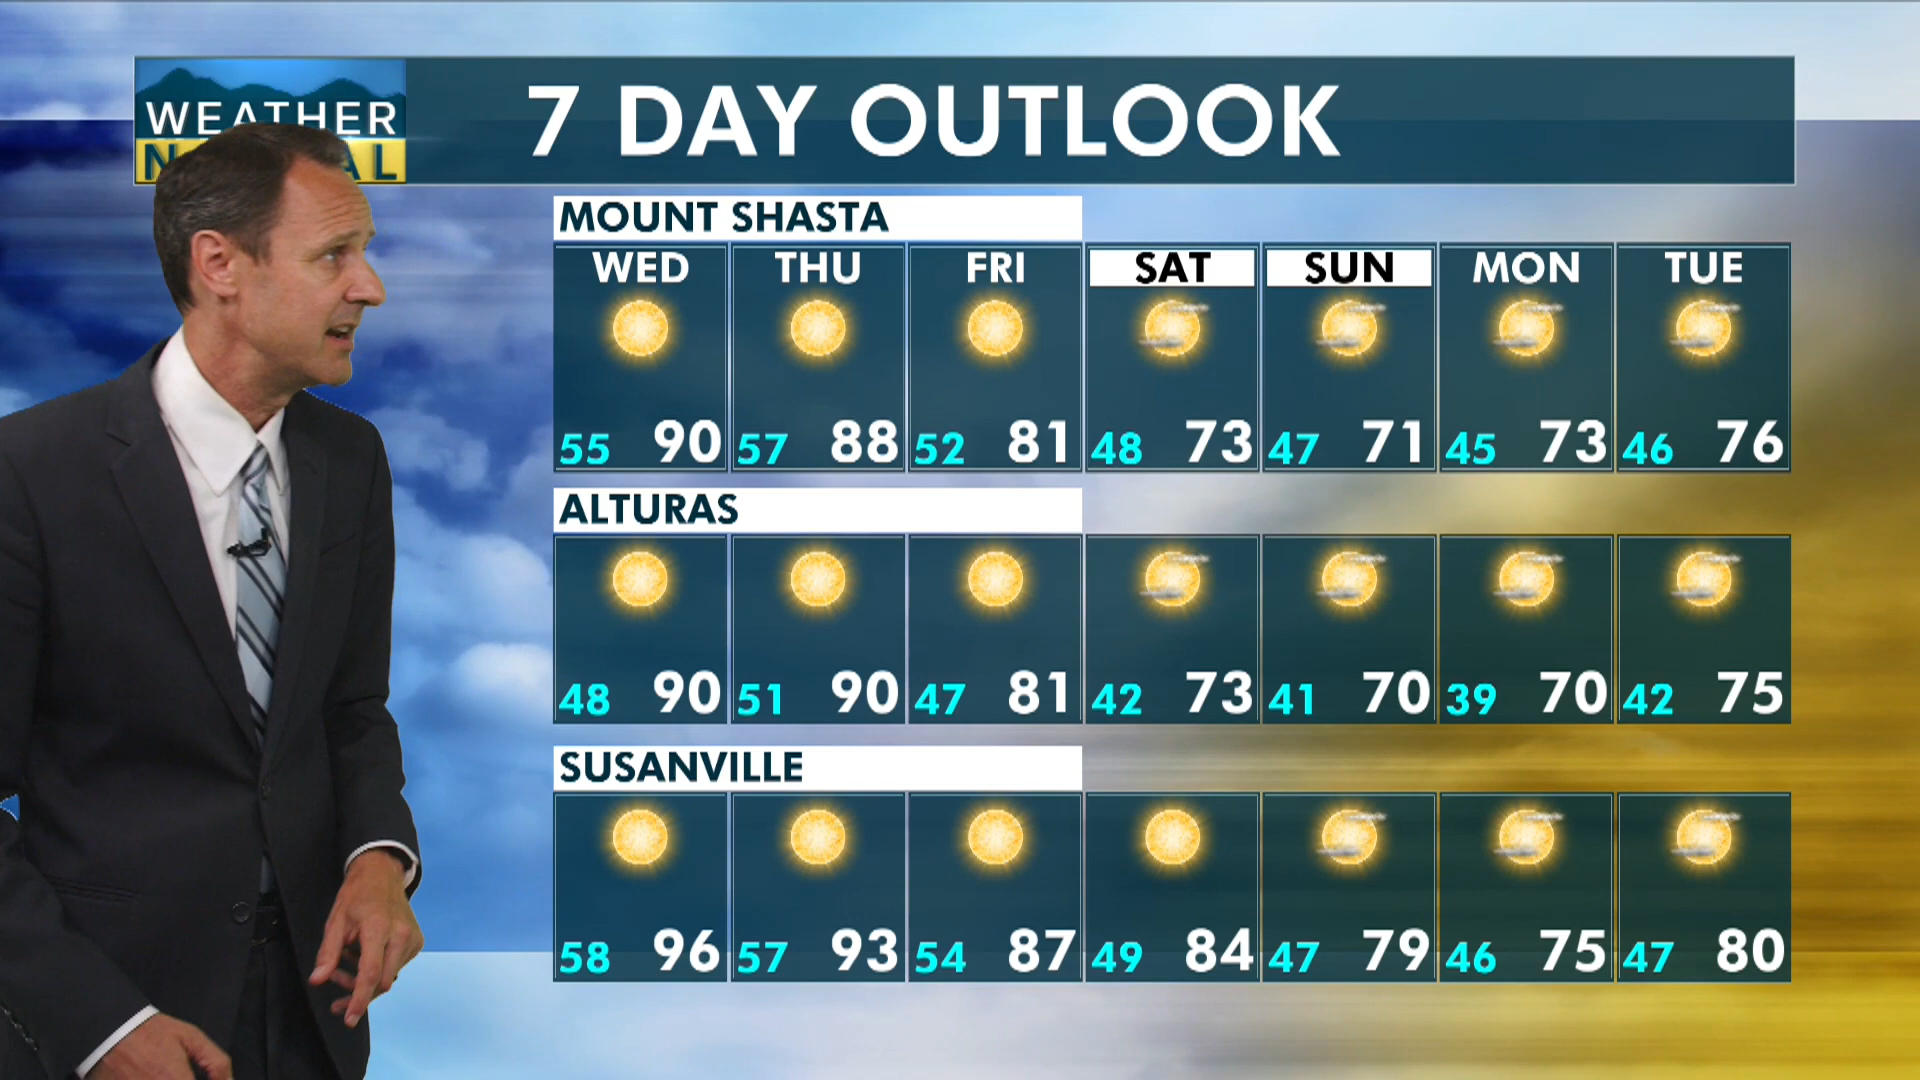 WEATHER
7 DAY OUTLOOK
MOUNT SHASTA
WED THU FRI SAT SUN MON TUE
55 90 57 88 52 81 48 73 47 71 45 73 46 76
ALTURAS
48 90 51 90 47 81 42 73 41 70 39 70 42 75
SUSANVILLE
58 96 57 93 54 87 49 84 47 79 46 75 47 80